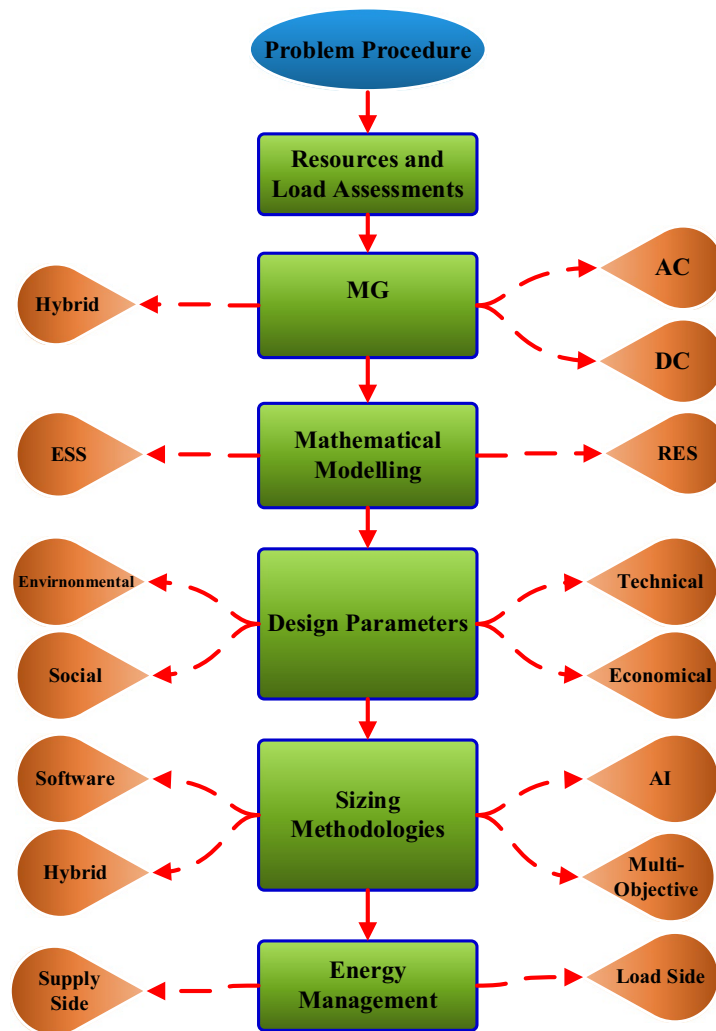 Problem Procedure
Resources and
Load Assessments
MG
Hybrid
AC
DC
Mathematical
Modelling
ESS
RES
Design Parameters
Envirnonmental
Social
Technical
Economical
Sizing
Methodologies
Software
Hybrid
AI
Multi-
Objective
Energy
Management
Supply
Side
Load Side